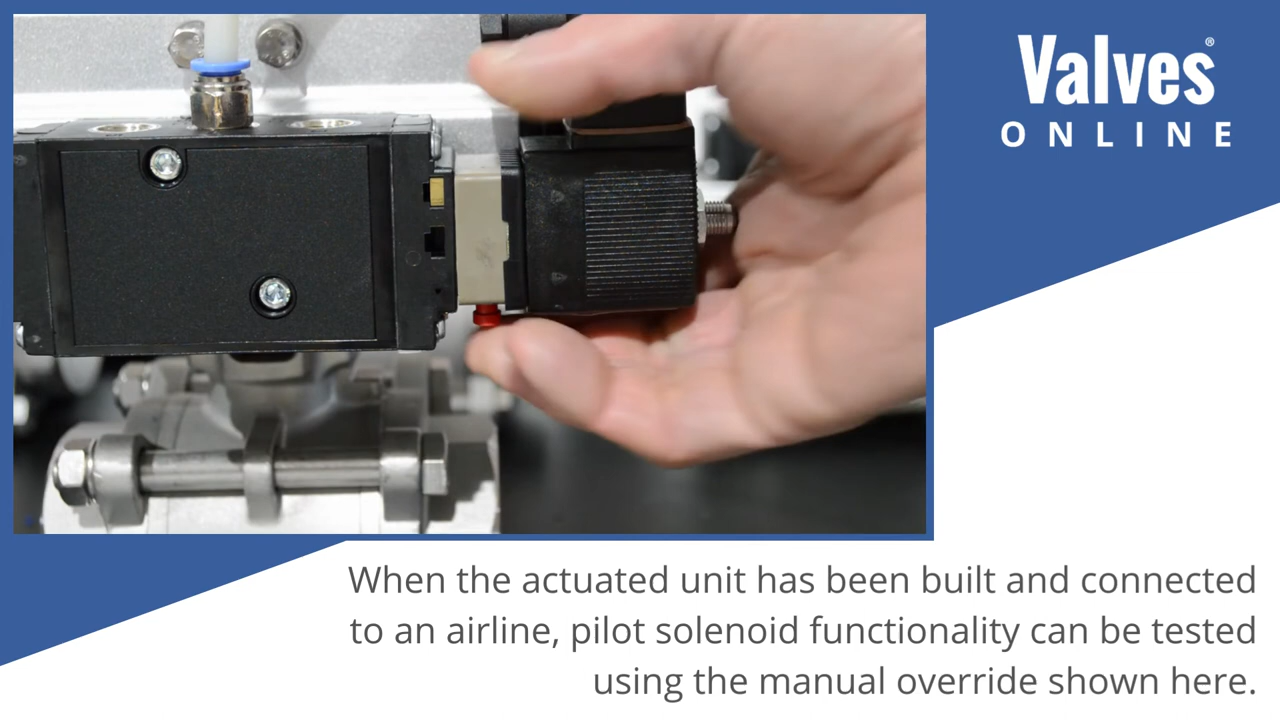 Valves®
ONLINE
When the actuated unit has been built and connected
to an airline, pilot solenoid functionality can be tested
using the manual override shown here.